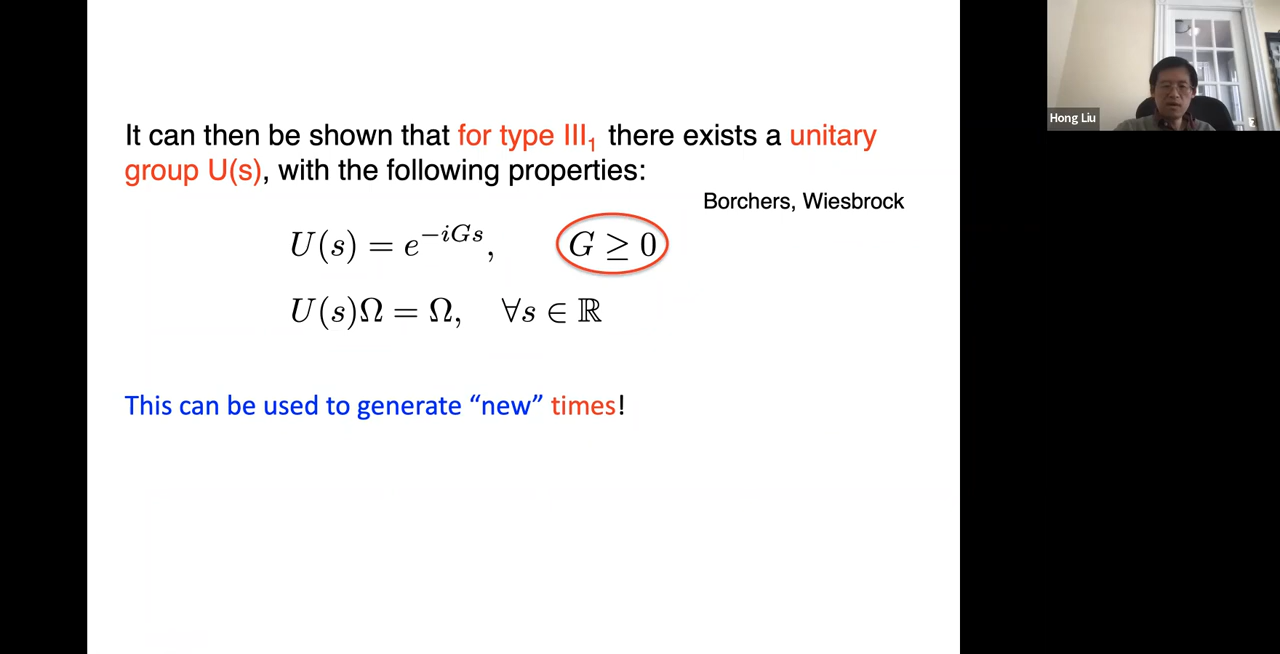 It can then be shown that for type III₁ there exists a unitary
group U(s), with the following properties:
Borchers, Wiesbrock
U(s) = e^{-iGs}, G ≥ 0
U(s)Ω = Ω, ∀s ∈ ℝ
This can be used to generate “new” times!
Hong Liu